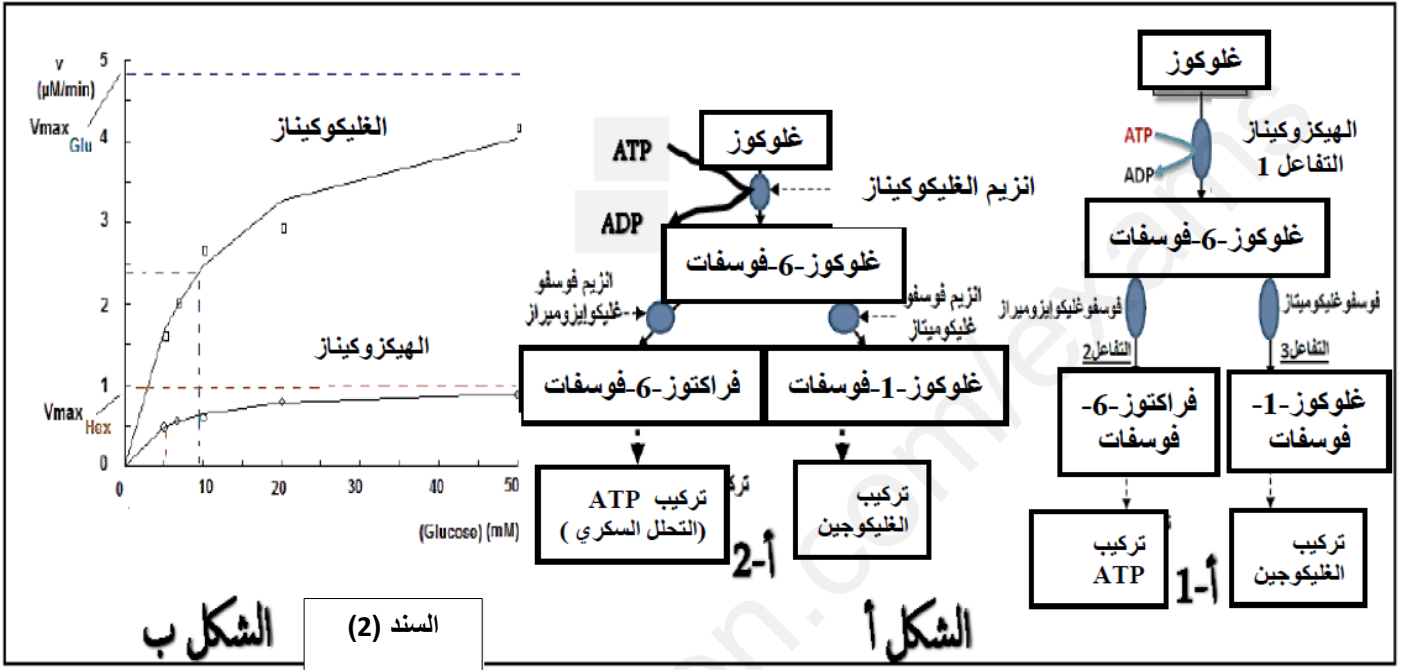 غلوكوز
ATP
ADP
الهيكزوكيناز
التفاعل 1
غلوكوز-6-فوسفات
فوسفوغليكوميتاز
فوسفوغليكوايزوميراز
التفاعل3
التفاعل2
غلوكوز-1-
فوسفات
فراكتوز-6-
فوسفات
تركيب
الغليكوجين
تركيب
ATP
أ-1
غلوكوز
ATP
ADP
انزيم الغليكوكيناز
غلوكوز-6-فوسفات
انزيم فوسفو
غليكوميتاز
انزيم فوسفو
غليكوايزوميراز
غلوكوز-1-فوسفات
فراكتوز-6-فوسفات
تركيب
الغليكوجين
تركيب ATP
(التحلل السكري )
أ-2
الشكل أ
v
(µM/min)
Vmax
Glu
Vmax
Hex
5
4
3
2
1
0
0
10
20
30
40
50
(Glucose) (mM)
الغليكوكيناز
الهيكزوكيناز
السند (2)
الشكل ب